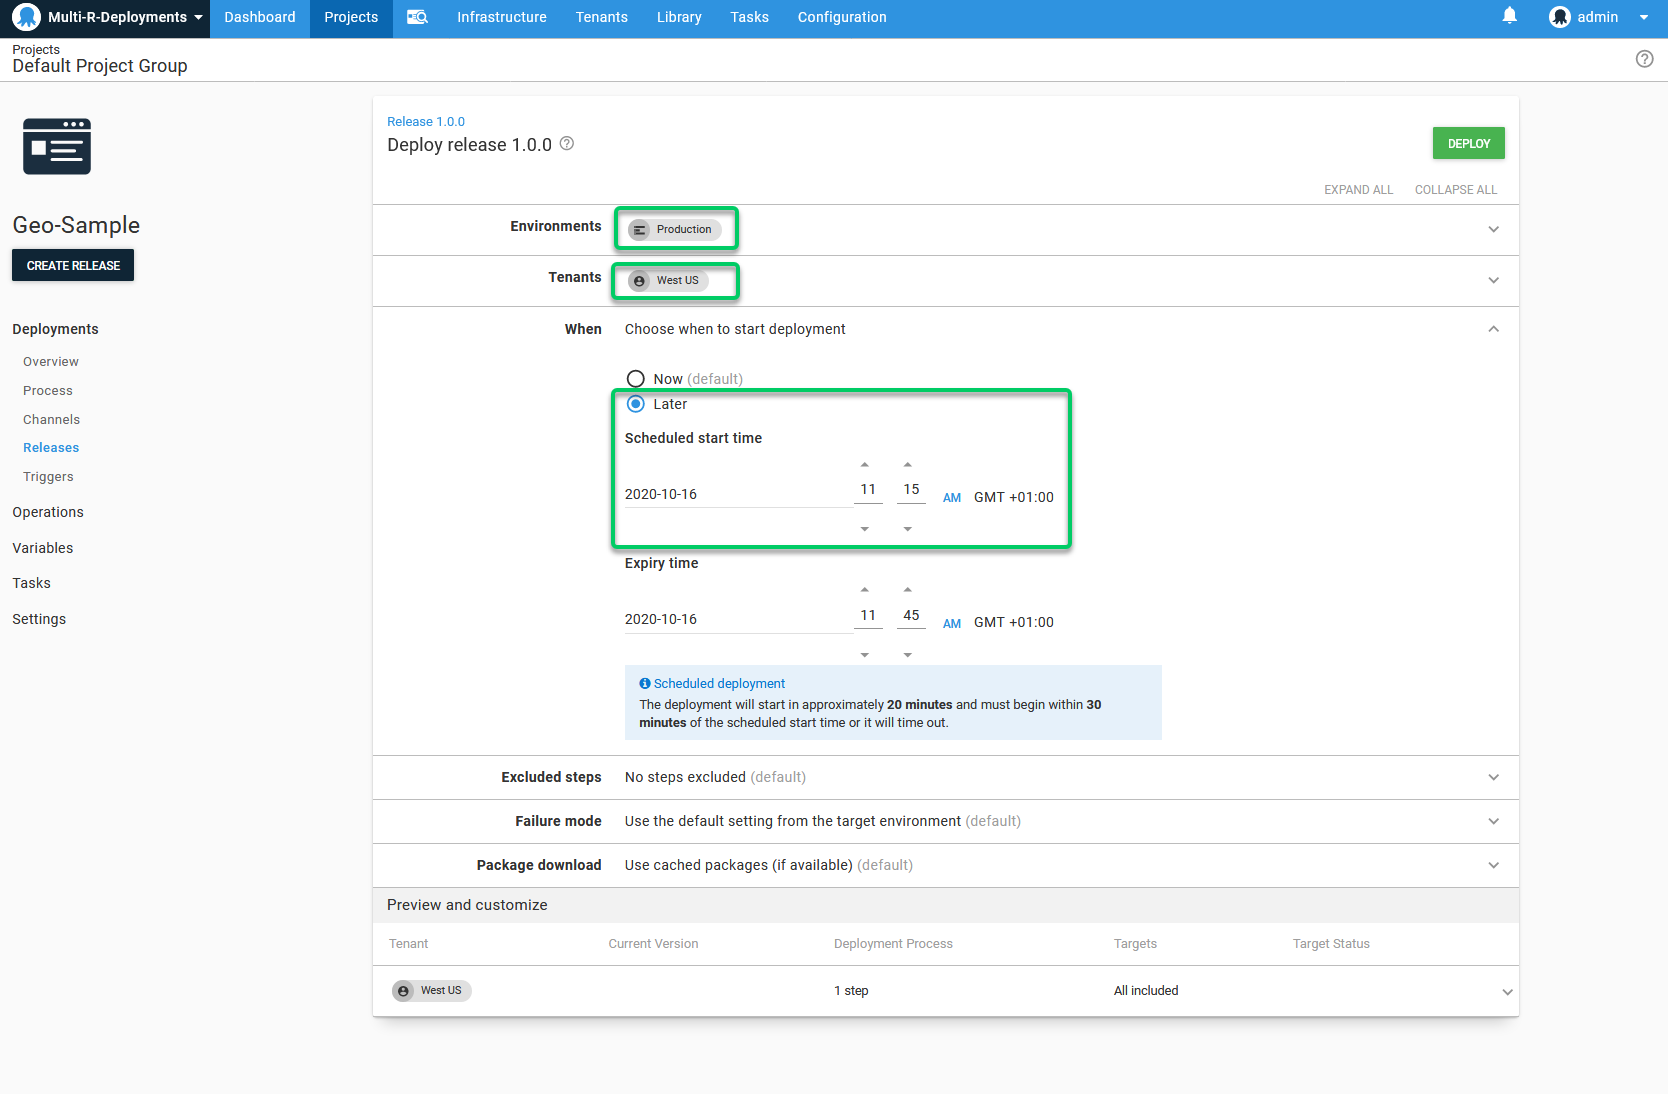 Multi-R-Deployments
Dashboard
Projects
Infrastructure
Tenants
Library
Tasks
Configuration
admin
Projects
Default Project Group
Geo-Sample
CREATE RELEASE
Deployments
Overview
Process
Channels
Releases
Triggers
Operations
Variables
Tasks
Settings
Release 1.0.0
Deploy release 1.0.0
DEPLOY
EXPAND ALL
COLLAPSE ALL
Environments
Production
Tenants
West US
When
Choose when to start deployment
Now (default)
Later
Scheduled start time
2020-10-16
11
15
AM
GMT +01:00
Expiry time
2020-10-16
11
45
AM
GMT +01:00
Scheduled deployment
The deployment will start in approximately 20 minutes and must begin within 30
minutes of the scheduled start time or it will time out.
Excluded steps
No steps excluded (default)
Failure mode
Use the default setting from the target environment (default)
Package download
Use cached packages (if available) (default)
Preview and customize
Tenant
Current Version
Deployment Process
Targets
Target Status
West US
1 step
All included